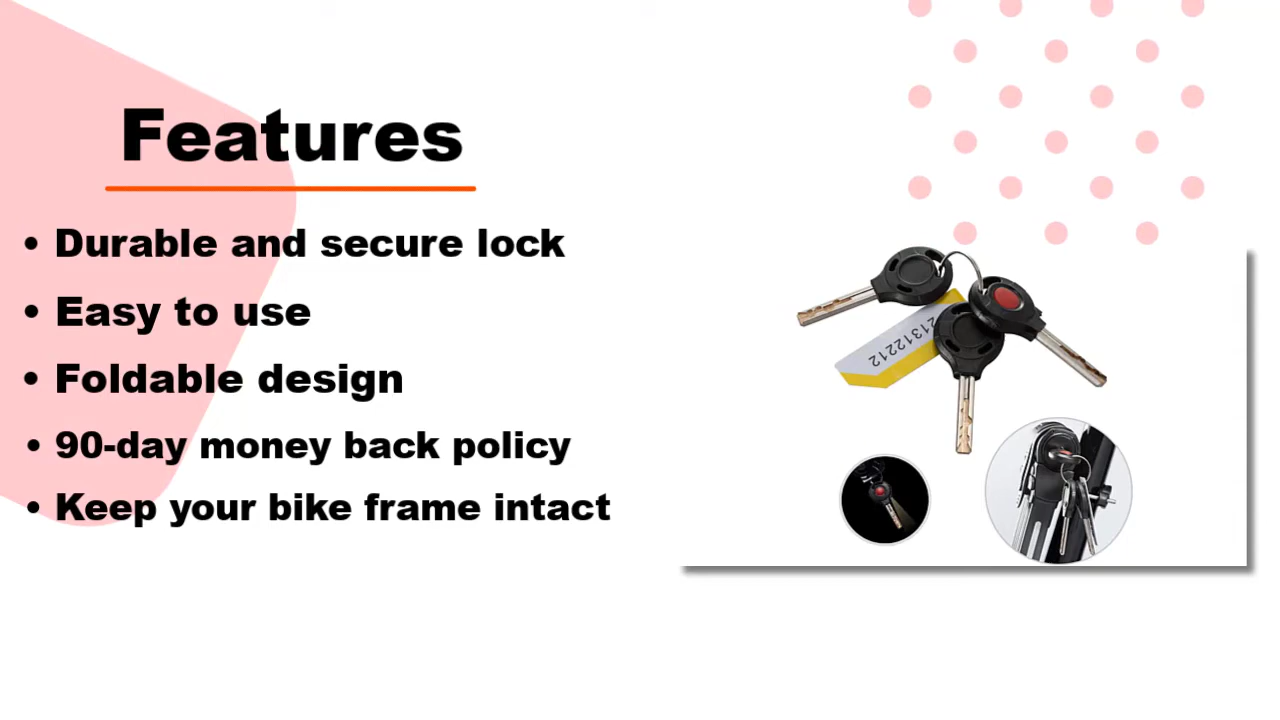 Features
• Durable and secure lock
• Easy to use
• Foldable design
• 90-day money back policy
• Keep your bike frame intact
21312212